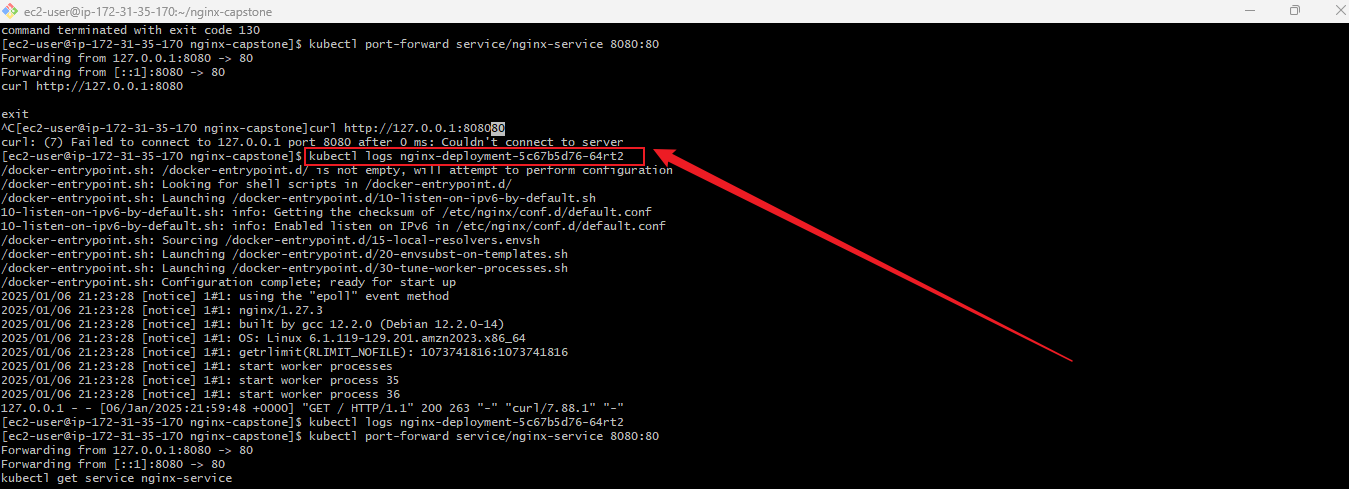 ec2-user@ip-172-31-35-170:~/nginx-capstone
command terminated with exit code 130
[ec2-user@ip-172-31-35-170 nginx-capstone]$ kubectl port-forward service/nginx-service 8080:80
Forwarding from 127.0.0.1:8080 -> 80
Forwarding from [::1]:8080 -> 80
curl http://127.0.0.1:8080
exit
^C[ec2-user@ip-172-31-35-170 nginx-capstone]curl http://127.0.0.1:808080
curl: (7) Failed to connect to 127.0.0.1 port 8080 after 0 ms: Couldn't connect to server
[ec2-user@ip-172-31-35-170 nginx-capstone]$ kubectl logs nginx-deployment-5c67b5d76-64rt2
/docker-entrypoint.sh: /docker-entrypoint.d/ is not empty, will attempt to perform configuration
/docker-entrypoint.sh: Looking for shell scripts in /docker-entrypoint.d/
/docker-entrypoint.sh: Launching /docker-entrypoint.d/10-listen-on-ipv6-by-default.sh
10-listen-on-ipv6-by-default.sh: info: Getting the checksum of /etc/nginx/conf.d/default.conf
10-listen-on-ipv6-by-default.sh: info: Enabled listen on IPv6 in /etc/nginx/conf.d/default.conf
/docker-entrypoint.sh: Sourcing /docker-entrypoint.d/15-local-resolvers.envsh
/docker-entrypoint.sh: Launching /docker-entrypoint.d/20-envsubst-on-templates.sh
/docker-entrypoint.sh: Launching /docker-entrypoint.d/30-tune-worker-processes.sh
/docker-entrypoint.sh: Configuration complete; ready for start up
2025/01/06 21:23:28 [notice] 1#1: using the "epoll" event method
2025/01/06 21:23:28 [notice] 1#1: nginx/1.27.3
2025/01/06 21:23:28 [notice] 1#1: built by gcc 12.2.0 (Debian 12.2.0-14)
2025/01/06 21:23:28 [notice] 1#1: OS: Linux 6.1.119-129.201.amzn2023.x86_64
2025/01/06 21:23:28 [notice] 1#1: getrlimit(RLIMIT_NOFILE): 1073741816:1073741816
2025/01/06 21:23:28 [notice] 1#1: start worker processes
2025/01/06 21:23:28 [notice] 1#1: start worker process 35
2025/01/06 21:23:28 [notice] 1#1: start worker process 36
127.0.0.1 - - [06/Jan/2025:21:59:48 +0000] "GET / HTTP/1.1" 200 263 "-" "curl/7.88.1" "-"
[ec2-user@ip-172-31-35-170 nginx-capstone]$ kubectl logs nginx-deployment-5c67b5d76-64rt2
[ec2-user@ip-172-31-35-170 nginx-capstone]$ kubectl port-forward service/nginx-service 8080:80
Forwarding from 127.0.0.1:8080 -> 80
Forwarding from [::1]:8080 -> 80
kubectl get service nginx-service